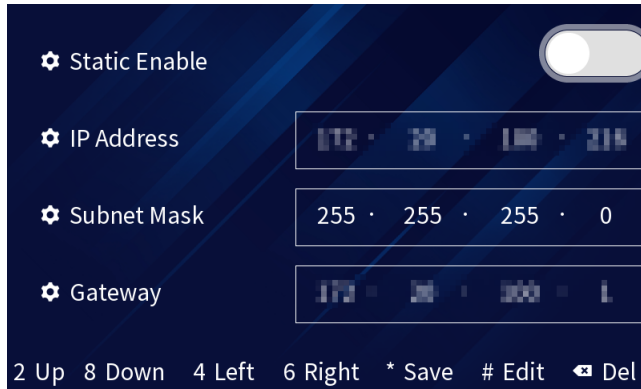 Static Enable
IP Address
Subnet Mask 255 · 255 · 255 · 0
Gateway
2 Up 8 Down 4 Left 6 Right * Save # Edit Del